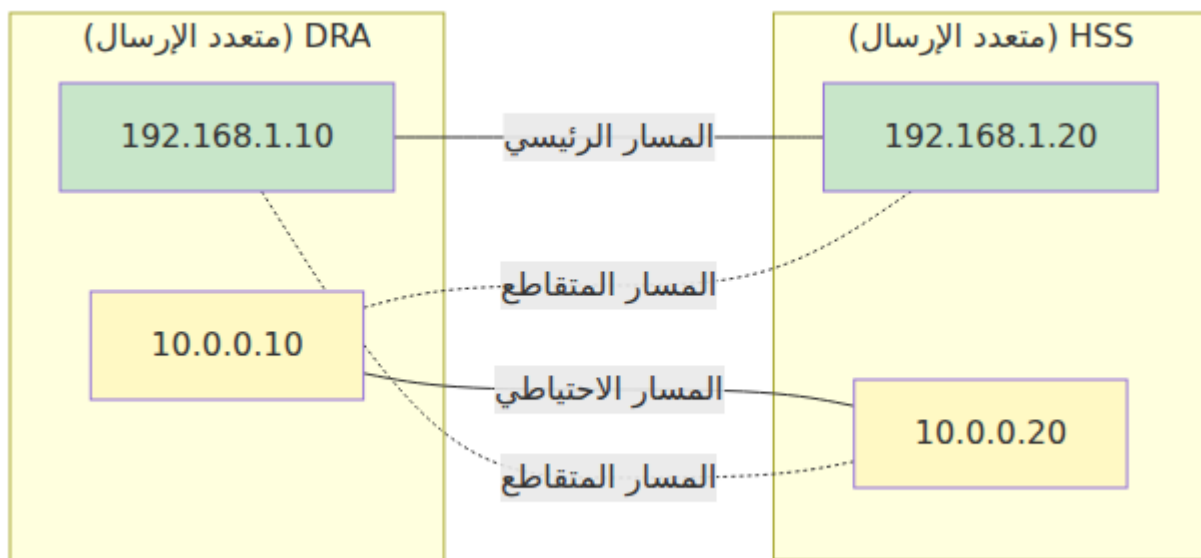 DRA (متعدد الإرسال)
HSS (متعدد الإرسال)
192.168.1.10
المسار الرئيسي
192.168.1.20
المسار المتقاطع
10.0.0.10
المسار الاحتياطي
10.0.0.20
المسار المتقاطع